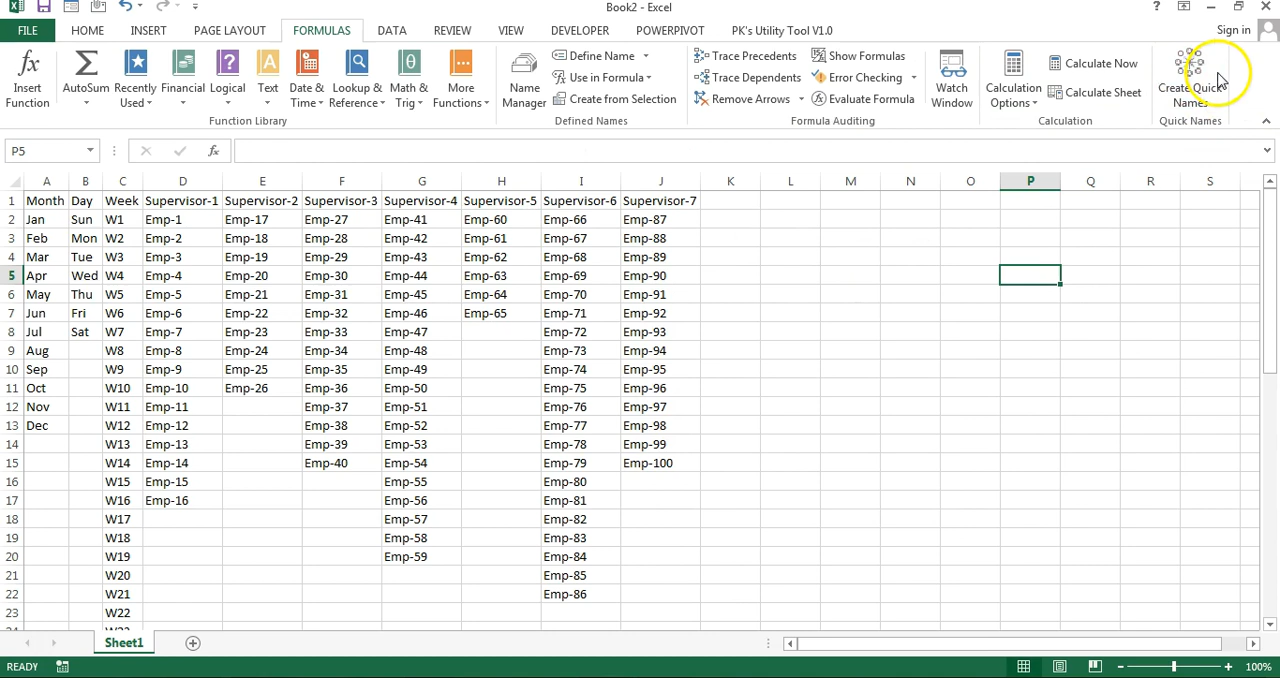 Book2 - Excel
FILE HOME INSERT PAGE LAYOUT FORMULAS DATA REVIEW VIEW DEVELOPER POWERPIVOT PK's Utility Tool V1.0 Sign in
fx Insert Function
Σ AutoSum
Recently Used
Financial
Logical
Text
Date & Time
Lookup & Reference
Math & Trig
More Functions
Function Library
Name Manager
Define Name
Use in Formula
Create from Selection
Defined Names
Trace Precedents
Trace Dependents
Remove Arrows
Show Formulas
Error Checking
Evaluate Formula
Formula Auditing
Watch Window
Calculation Options
Calculate Now
Calculate Sheet
Calculation
Create Quick Names
Quick Names
P5 fx
A B C D E F G H I J K L M N O P Q R S
1 Month Day Week Supervisor-1 Supervisor-2 Supervisor-3 Supervisor-4 Supervisor-5 Supervisor-6 Supervisor-7
2 Jan Sun W1 Emp-1 Emp-17 Emp-27 Emp-41 Emp-60 Emp-66 Emp-87
3 Feb Mon W2 Emp-2 Emp-18 Emp-28 Emp-42 Emp-61 Emp-67 Emp-88
4 Mar Tue W3 Emp-3 Emp-19 Emp-29 Emp-43 Emp-62 Emp-68 Emp-89
5 Apr Wed W4 Emp-4 Emp-20 Emp-30 Emp-44 Emp-63 Emp-69 Emp-90
6 May Thu W5 Emp-5 Emp-21 Emp-31 Emp-45 Emp-64 Emp-70 Emp-91
7 Jun Fri W6 Emp-6 Emp-22 Emp-32 Emp-46 Emp-65 Emp-71 Emp-92
8 Jul Sat W7 Emp-7 Emp-23 Emp-33 Emp-47 Emp-72 Emp-93
9 Aug W8 Emp-8 Emp-24 Emp-34 Emp-48 Emp-73 Emp-94
10 Sep W9 Emp-9 Emp-25 Emp-35 Emp-49 Emp-74 Emp-95
11 Oct W10 Emp-10 Emp-26 Emp-36 Emp-50 Emp-75 Emp-96
12 Nov W11 Emp-11 Emp-37 Emp-51 Emp-76 Emp-97
13 Dec W12 Emp-12 Emp-38 Emp-52 Emp-77 Emp-98
14 W13 Emp-13 Emp-39 Emp-53 Emp-78 Emp-99
15 W14 Emp-14 Emp-40 Emp-54 Emp-79 Emp-100
16 W15 Emp-15 Emp-55 Emp-80
17 W16 Emp-16 Emp-56 Emp-81
18 W17 Emp-57 Emp-82
19 W18 Emp-58 Emp-83
20 W19 Emp-59 Emp-84
21 W20 Emp-85
22 W21 Emp-86
23 W22
Sheet1
READY 100%